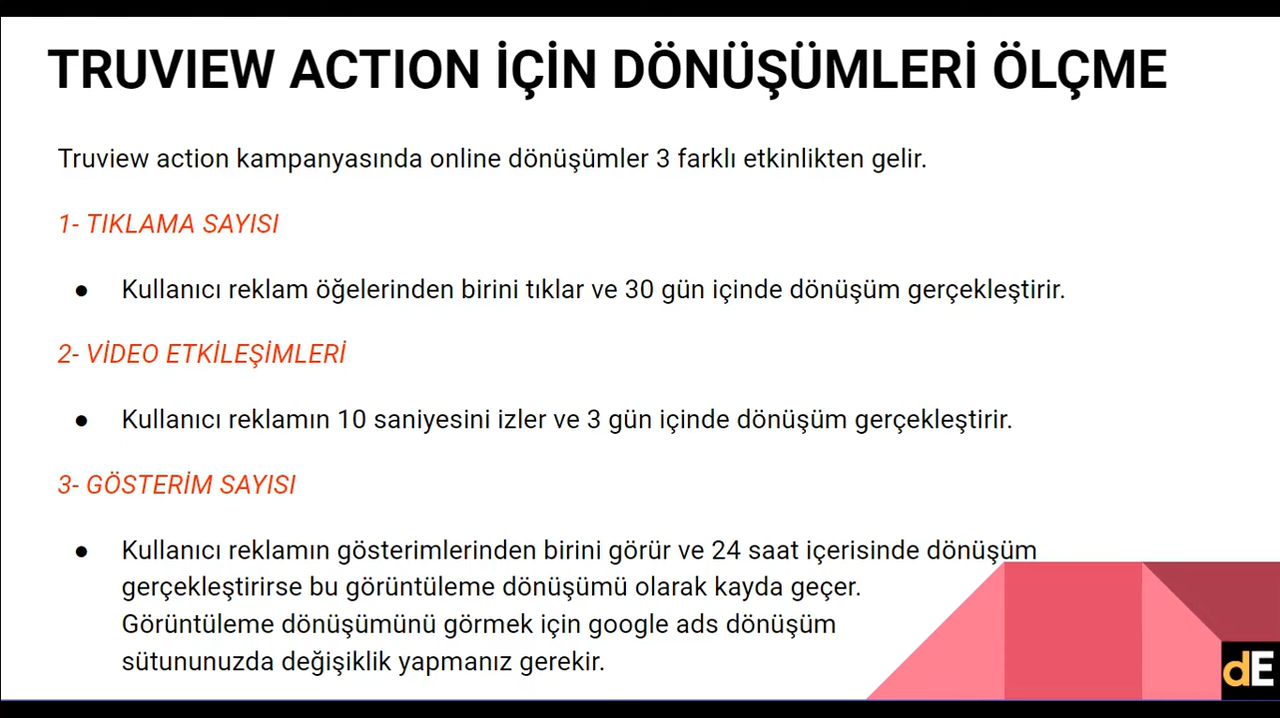 TRUVIEW ACTION İÇİN DÖNÜŞÜMLERİ ÖLÇME
Truview action kampanyasında online dönüşümler 3 farklı etkinlikten gelir.
1- TIKLAMA SAYISI
● Kullanıcı reklam öğelerinden birini tıklar ve 30 gün içinde dönüşüm gerçekleştirir.
2- VİDEO ETKİLEŞİMLERİ
● Kullanıcı reklamın 10 saniyesini izler ve 3 gün içinde dönüşüm gerçekleştirir.
3- GÖSTERİM SAYISI
● Kullanıcı reklamın gösterimlerinden birini görür ve 24 saat içerisinde dönüşüm
gerçekleştirirse bu görüntüleme dönüşümü olarak kayda geçer.
Görüntüleme dönüşümünü görmek için google ads dönüşüm
sütununuzda değişiklik yapmanız gerekir.
dE